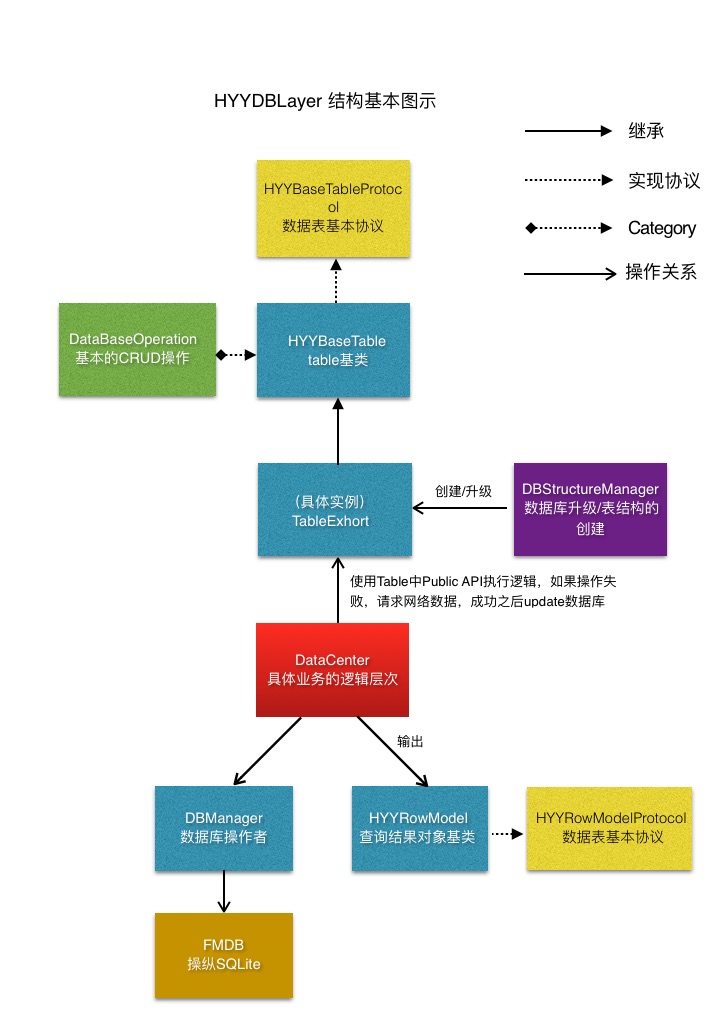 HYYDBLayer 结构基本图示
继承
实现协议
Category
操作关系
HYYBaseTableProtoc
ol
数据表基本协议
DataBaseOperation
基本的CRUD操作
HYYBaseTable
table基类
（具体实例）
TableExhort
创建/升级
DBStructureManager
数据库升级/表结构的
创建
使用Table中Public API执行逻辑，如果操作失
败，请求网络数据，成功之后update数据库
DataCenter
具体业务的逻辑层次
输出
DBManager
数据库操作者
HYYRowModel
查询结果对象基类
HYYRowModelProtocol
数据表基本协议
FMDB
操纵SQLite